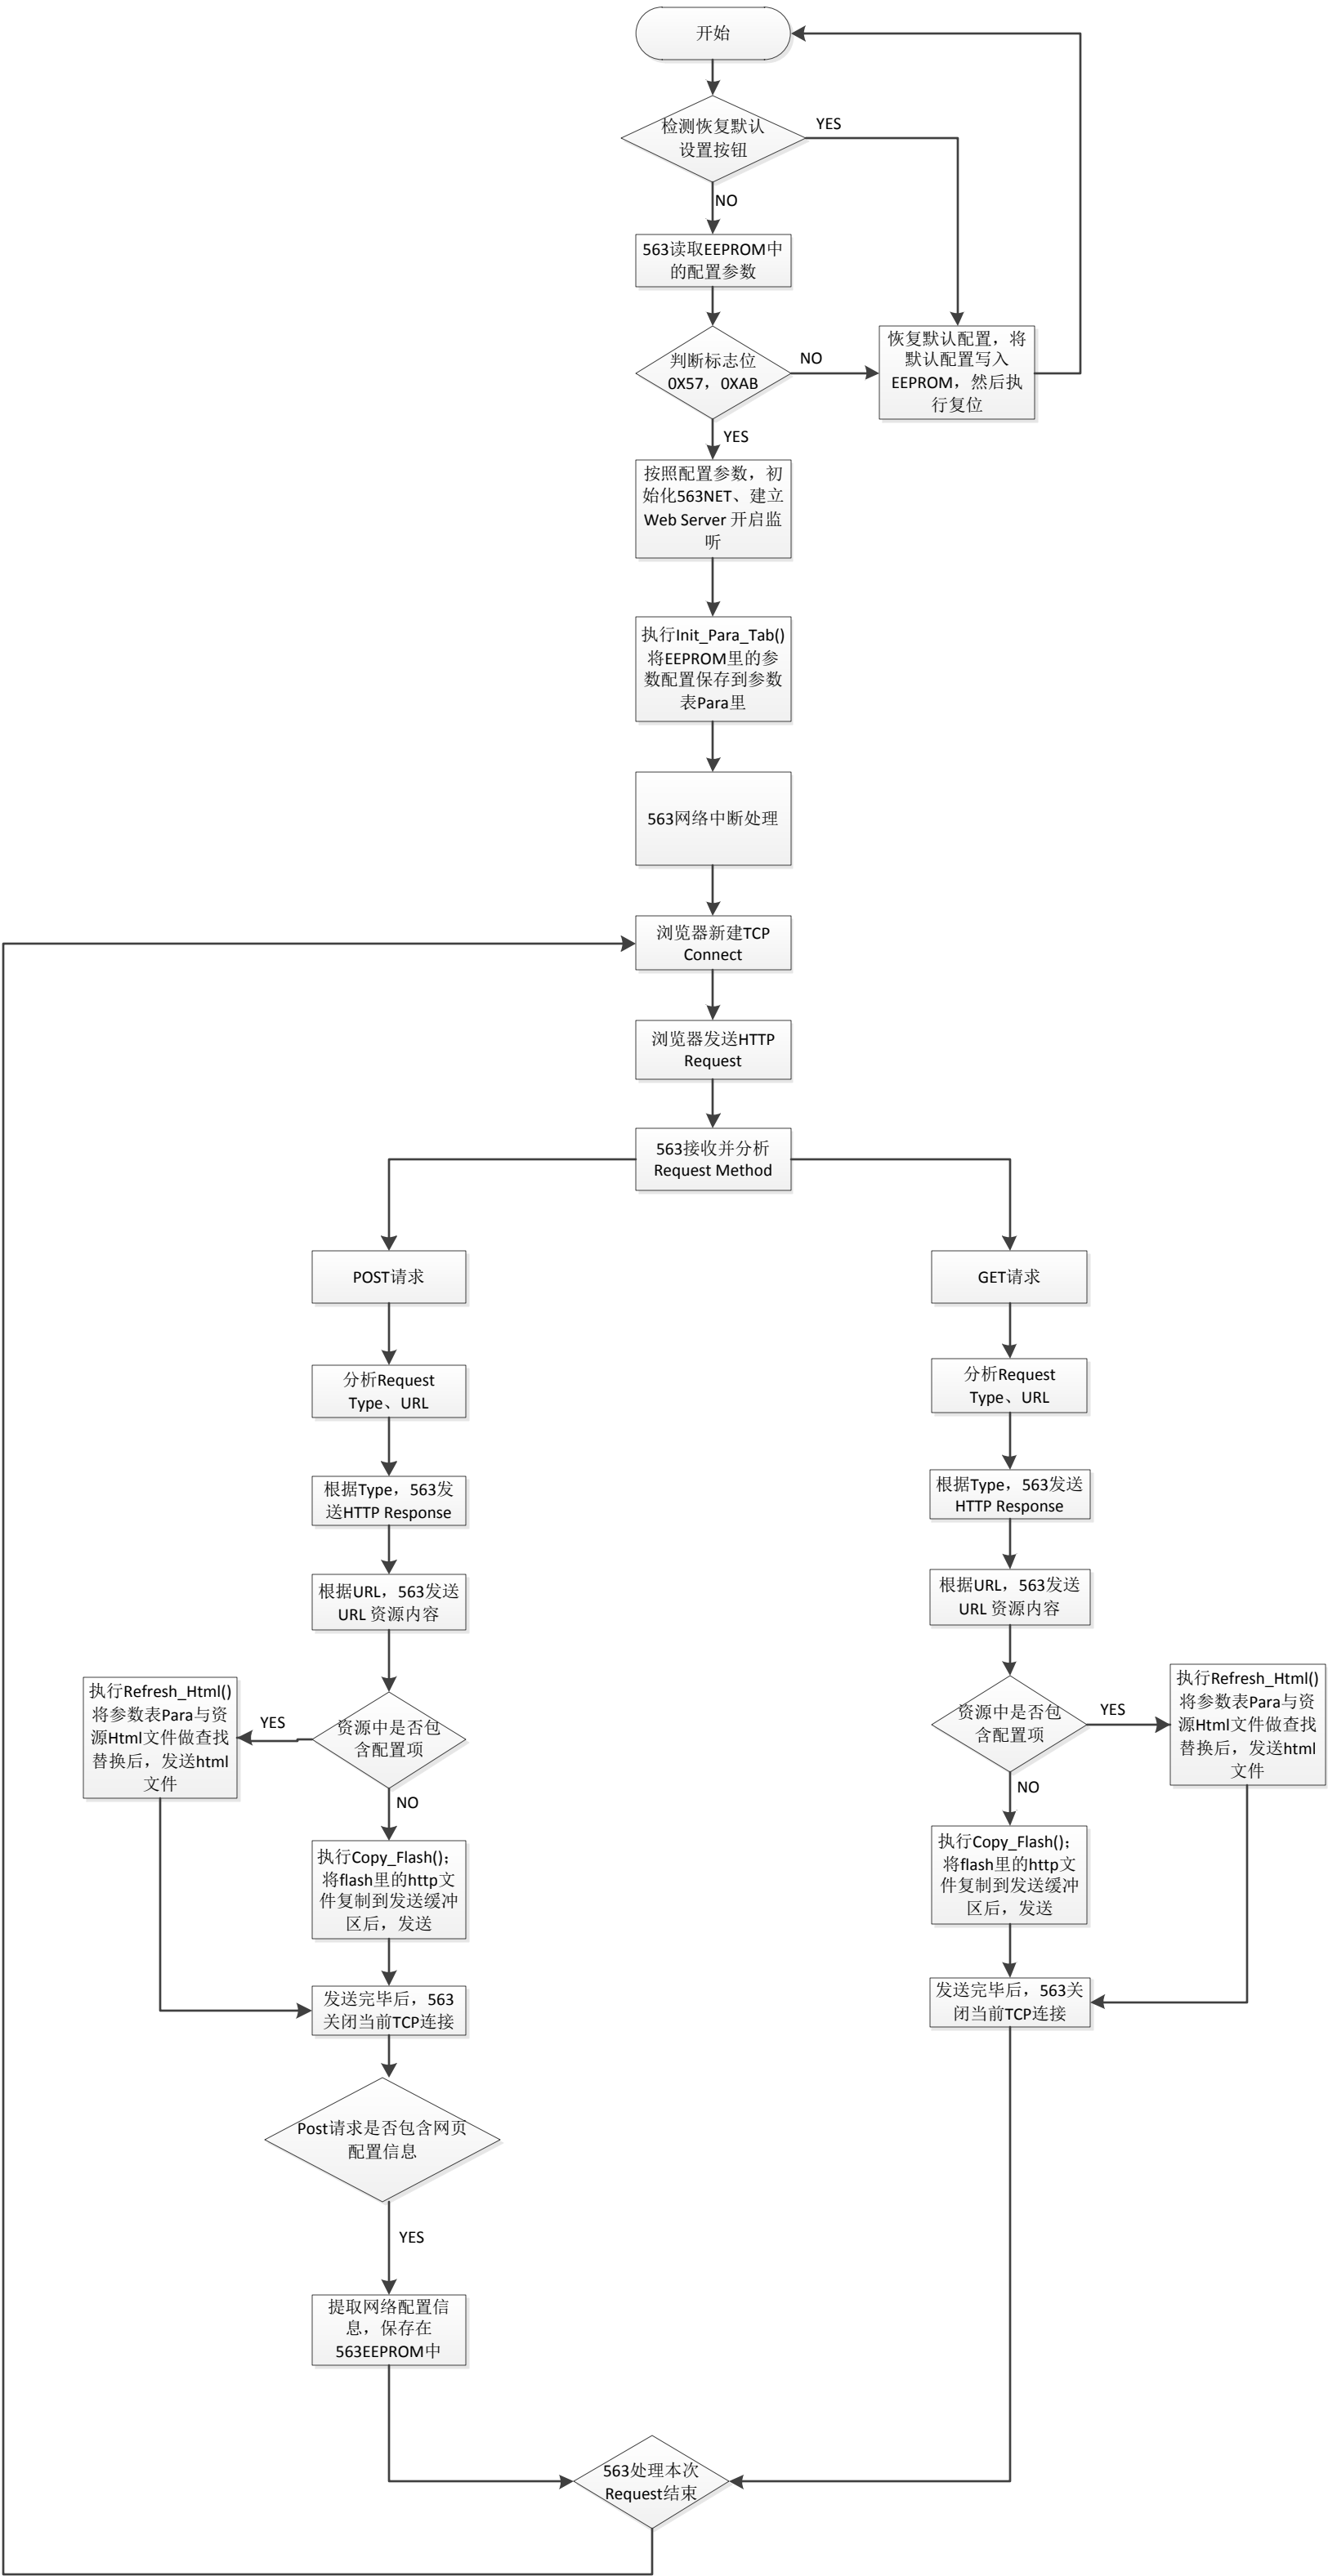 开始
检测恢复默认
设置按钮
YES
NO
563读取EEPROM中
的配置参数
判断标志位
0X57，0XAB
NO
恢复默认配置，将
默认配置写入
EEPROM，然后执
行复位
YES
按照配置参数，初
始化563NET、建立
Web Server 开启监
听
执行Init_Para_Tab()
将EEPROM里的参
数配置保存到参数
表Para里
563网络中断处理
浏览器新建TCP
Connect
浏览器发送HTTP
Request
563接收并分析
Request Method
POST请求
分析Request
Type、URL
根据Type，563发
送HTTP Response
根据URL，563发送
URL 资源内容
资源中是否包
含配置项
YES
执行Refresh_Html()
将参数表Para与资
源Html文件做查找
替换后，发送html
文件
NO
执行Copy_Flash()；
将flash里的http文
件复制到发送缓冲
区后，发送
发送完毕后，563
关闭当前TCP连接
Post请求是否包含网页
配置信息
YES
提取网络配置信
息，保存在
563EEPROM中
GET请求
分析Request
Type、URL
根据Type，563发送
HTTP Response
根据URL，563发送
URL 资源内容
资源中是否包
含配置项
YES
执行Refresh_Html()
将参数表Para与资
源Html文件做查找
替换后，发送html
文件
NO
执行Copy_Flash()；
将flash里的http文
件复制到发送缓冲
区后，发送
发送完毕后，563关
闭当前TCP连接
563处理本次
Request结束